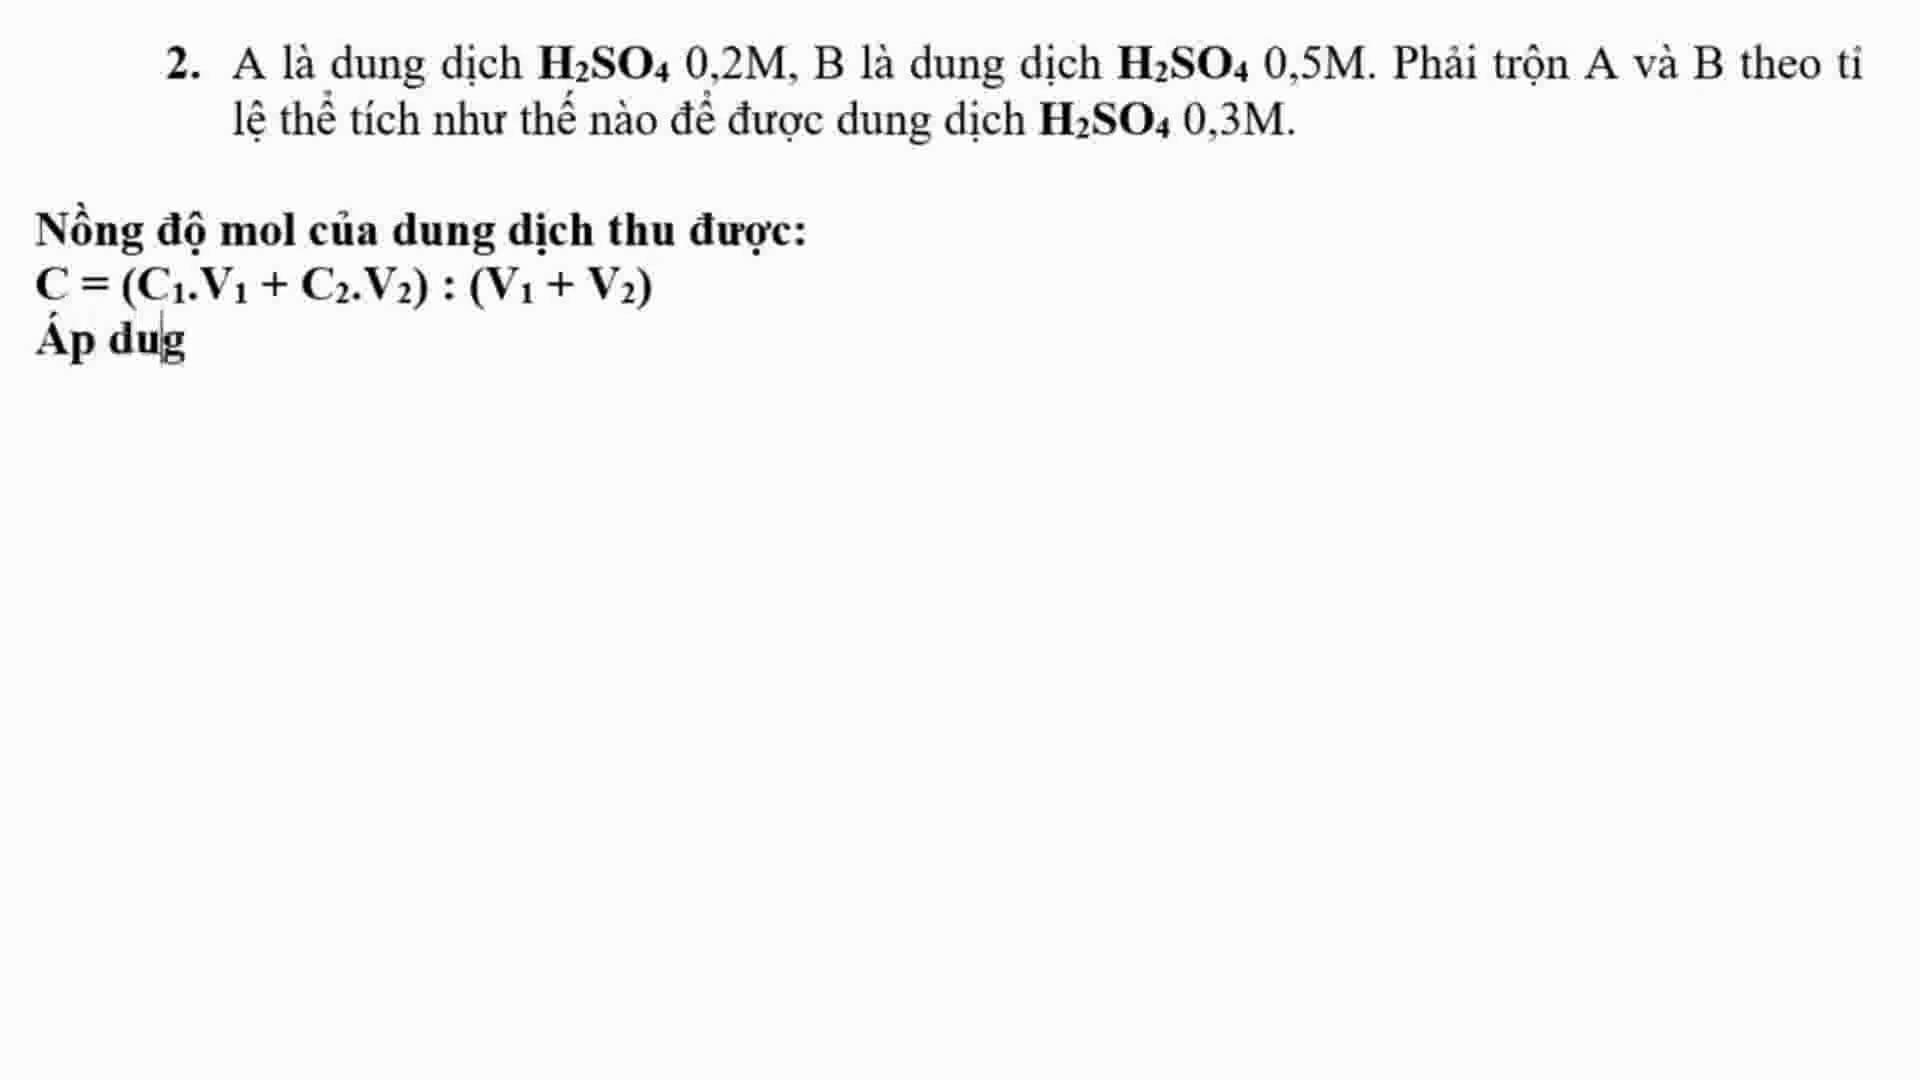 2. A là dung dịch H₂SO₄ 0,2M, B là dung dịch H₂SO₄ 0,5M. Phải trộn A và B theo tỉ
lệ thể tích như thế nào để được dung dịch H₂SO₄ 0,3M.
Nồng độ mol của dung dịch thu được:
C = (C₁.V₁ + C₂.V₂) : (V₁ + V₂)
Áp dug